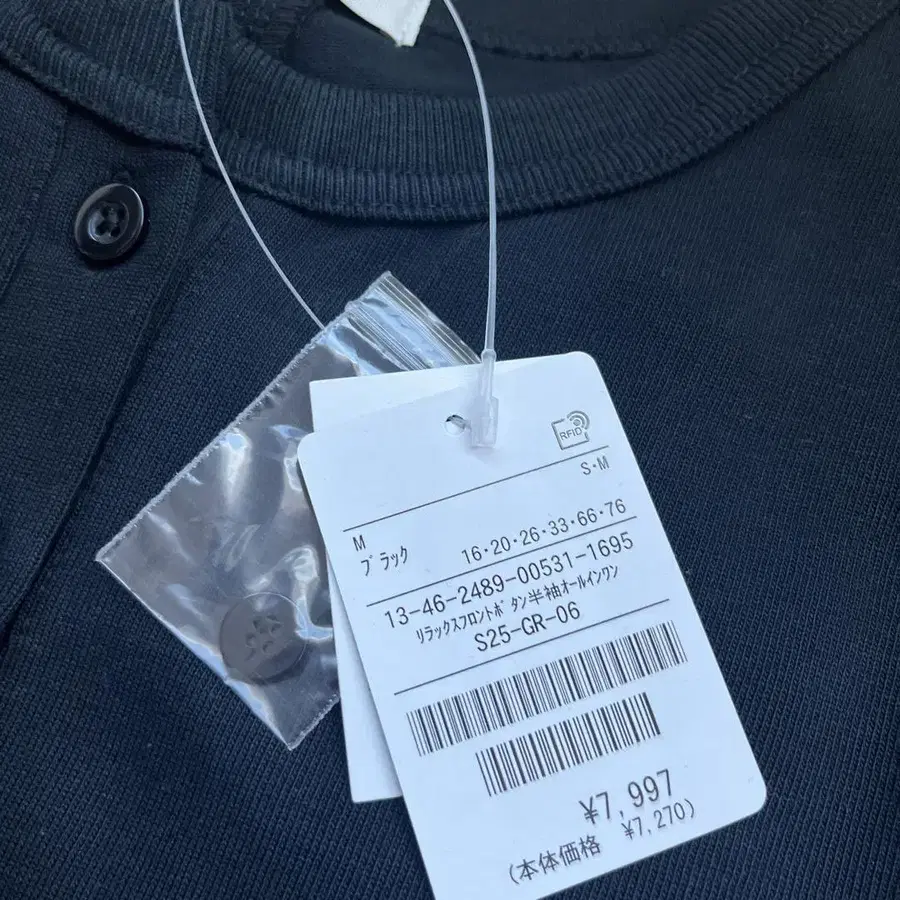 RFID
S・M
M
ブラック 16・20・26・33・66・76
13-46-2489-00531-1695
リラックスフロントボタン半袖オールインワン
S25-GR-06
¥7,997
(本体価格 ¥7,270)